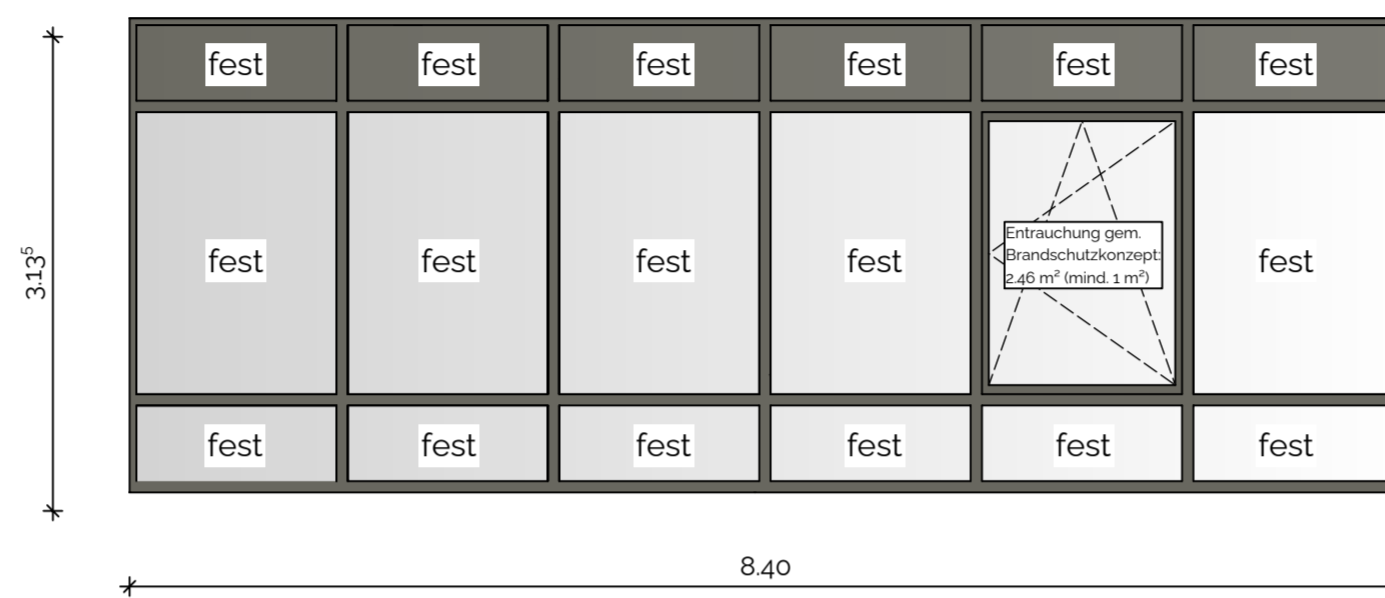 fest fest fest fest fest fest
3.13⁵
fest fest fest fest fest
Entrauchung gem.
Brandschutzkonzept:
2.46 m² (mind. 1 m²)
fest fest fest fest fest fest
8.40